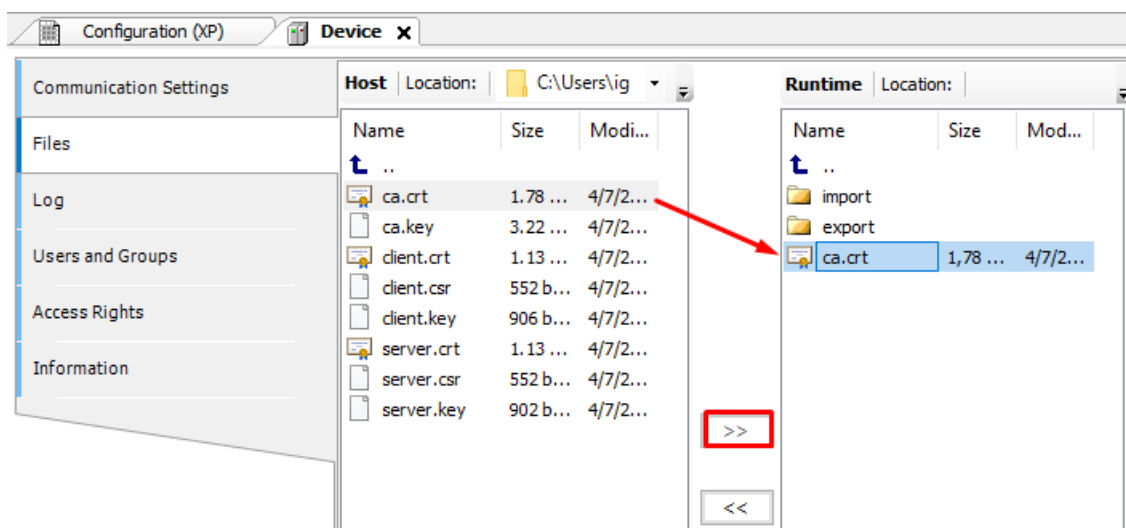 Configuration (XP) Device x
Communication Settings
Files
Log
Users and Groups
Access Rights
Information
Host Location: C:\Users\ig
Name Size Modi...
..
ca.crt 1.78 ... 4/7/2...
ca.key 3.22 ... 4/7/2...
client.crt 1.13 ... 4/7/2...
client.csr 552 b... 4/7/2...
client.key 906 b... 4/7/2...
server.crt 1.13 ... 4/7/2...
server.csr 552 b... 4/7/2...
server.key 902 b... 4/7/2...
>>
<<
Runtime Location:
Name Size Mod...
..
import
export
ca.crt 1,78 ... 4/7/2...